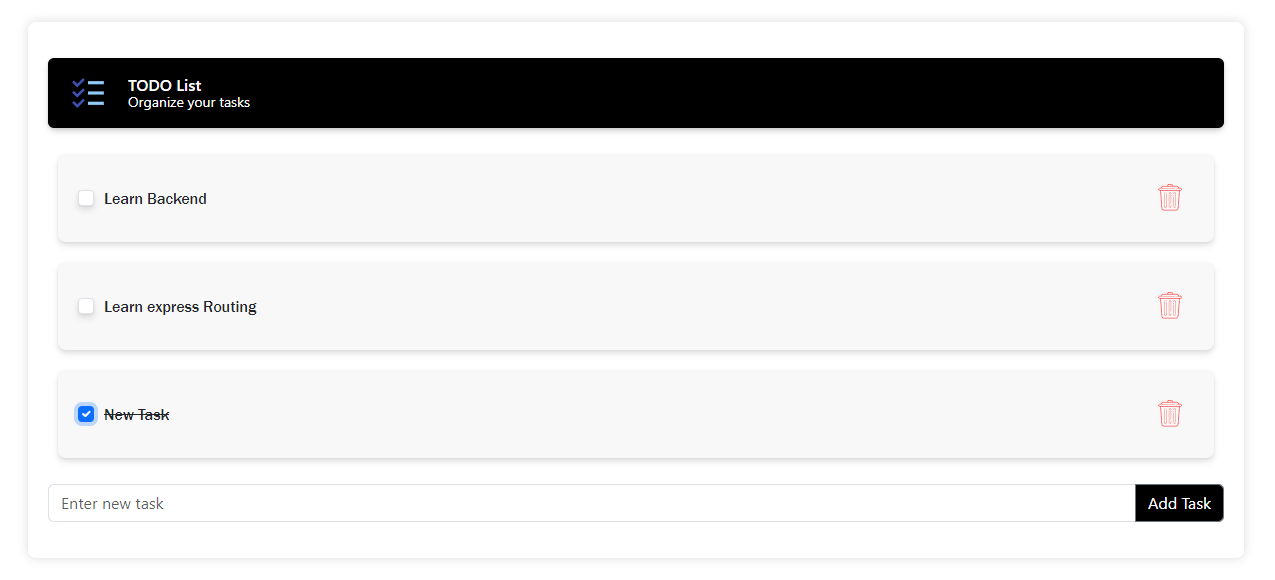 TODO List
Organize your tasks
Learn Backend
Learn express Routing
New Task
Enter new task
Add Task